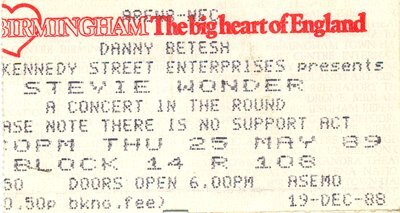 ARENA-NEC
BIRMINGHAM The big heart of England
DANNY BETESH
KENNEDY STREET ENTERPRISES presents
STEVIE WONDER
A CONCERT IN THE ROUND
ASE NOTE THERE IS NO SUPPORT ACT
0PM THU 25 MAY 89
BLOCK 14 R 108
50 DOORS OPEN 6.00PM ASEMO
0.50p bkng.fee) 19-DEC-88